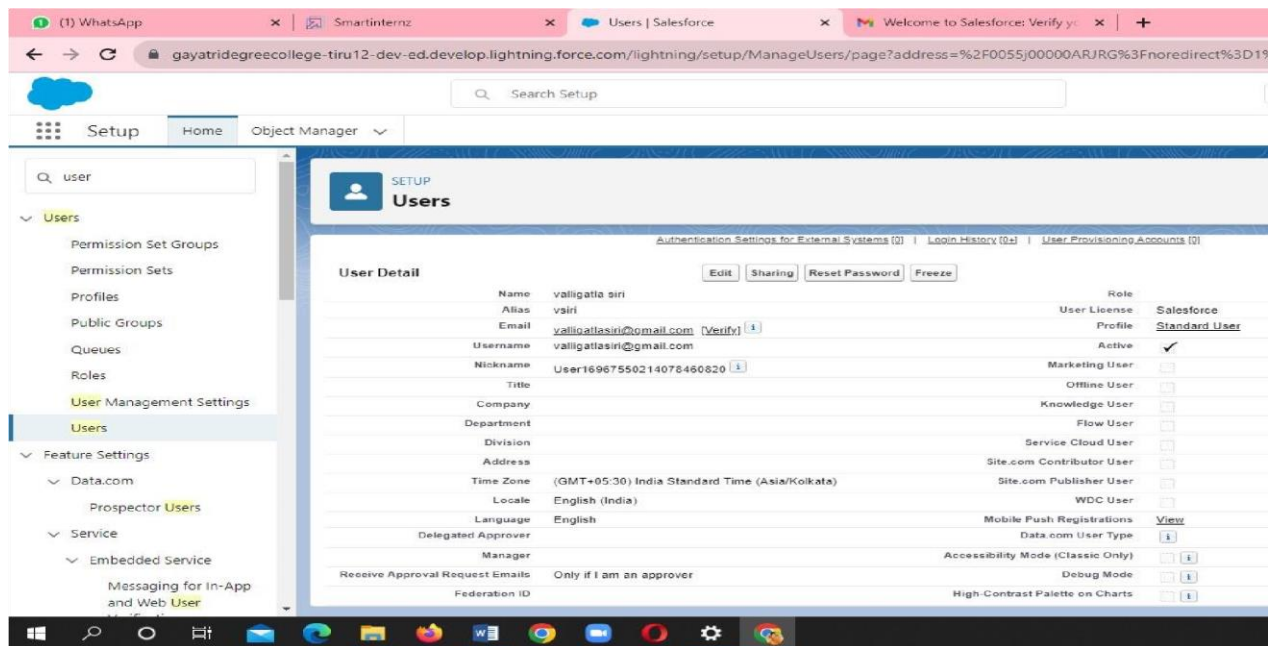 (1) WhatsApp
Smartinternz
Users | Salesforce
Welcome to Salesforce: Verify yo
gayatridegreecollege-tiru12-dev-ed.develop.lightning.force.com/lightning/setup/ManageUsers/page?address=%2F0055j00000ARJRG%3Fnoredirect%3D1%
Search Setup
Setup Home Object Manager
user
SETUP
Users
Users
Permission Set Groups
Permission Sets
Profiles
Public Groups
Queues
Roles
User Management Settings
Users
Feature Settings
Data.com
Prospector Users
Service
Embedded Service
Messaging for In-App
and Web User
Authentication Settings for External Systems [0] | Login History [0+] | User Provisioning Accounts [0]
User Detail Edit Sharing Reset Password Freeze
Name valligatla siri Role
Alias vsiri User License Salesforce
Email valligatlasiri@gmail.com [Verify] Profile Standard User
Username valligatlasiri@gmail.com Active
Nickname User16967550214078460820 Marketing User
Title Offline User
Company Knowledge User
Department Flow User
Division Service Cloud User
Address Site.com Contributor User
Time Zone (GMT+05:30) India Standard Time (Asia/Kolkata) Site.com Publisher User
Locale English (India) WDC User
Language English Mobile Push Registrations View
Delegated Approver Data.com User Type
Manager Accessibility Mode (Classic Only)
Receive Approval Request Emails Only if I am an approver Debug Mode
Federation ID High-Contrast Palette on Charts